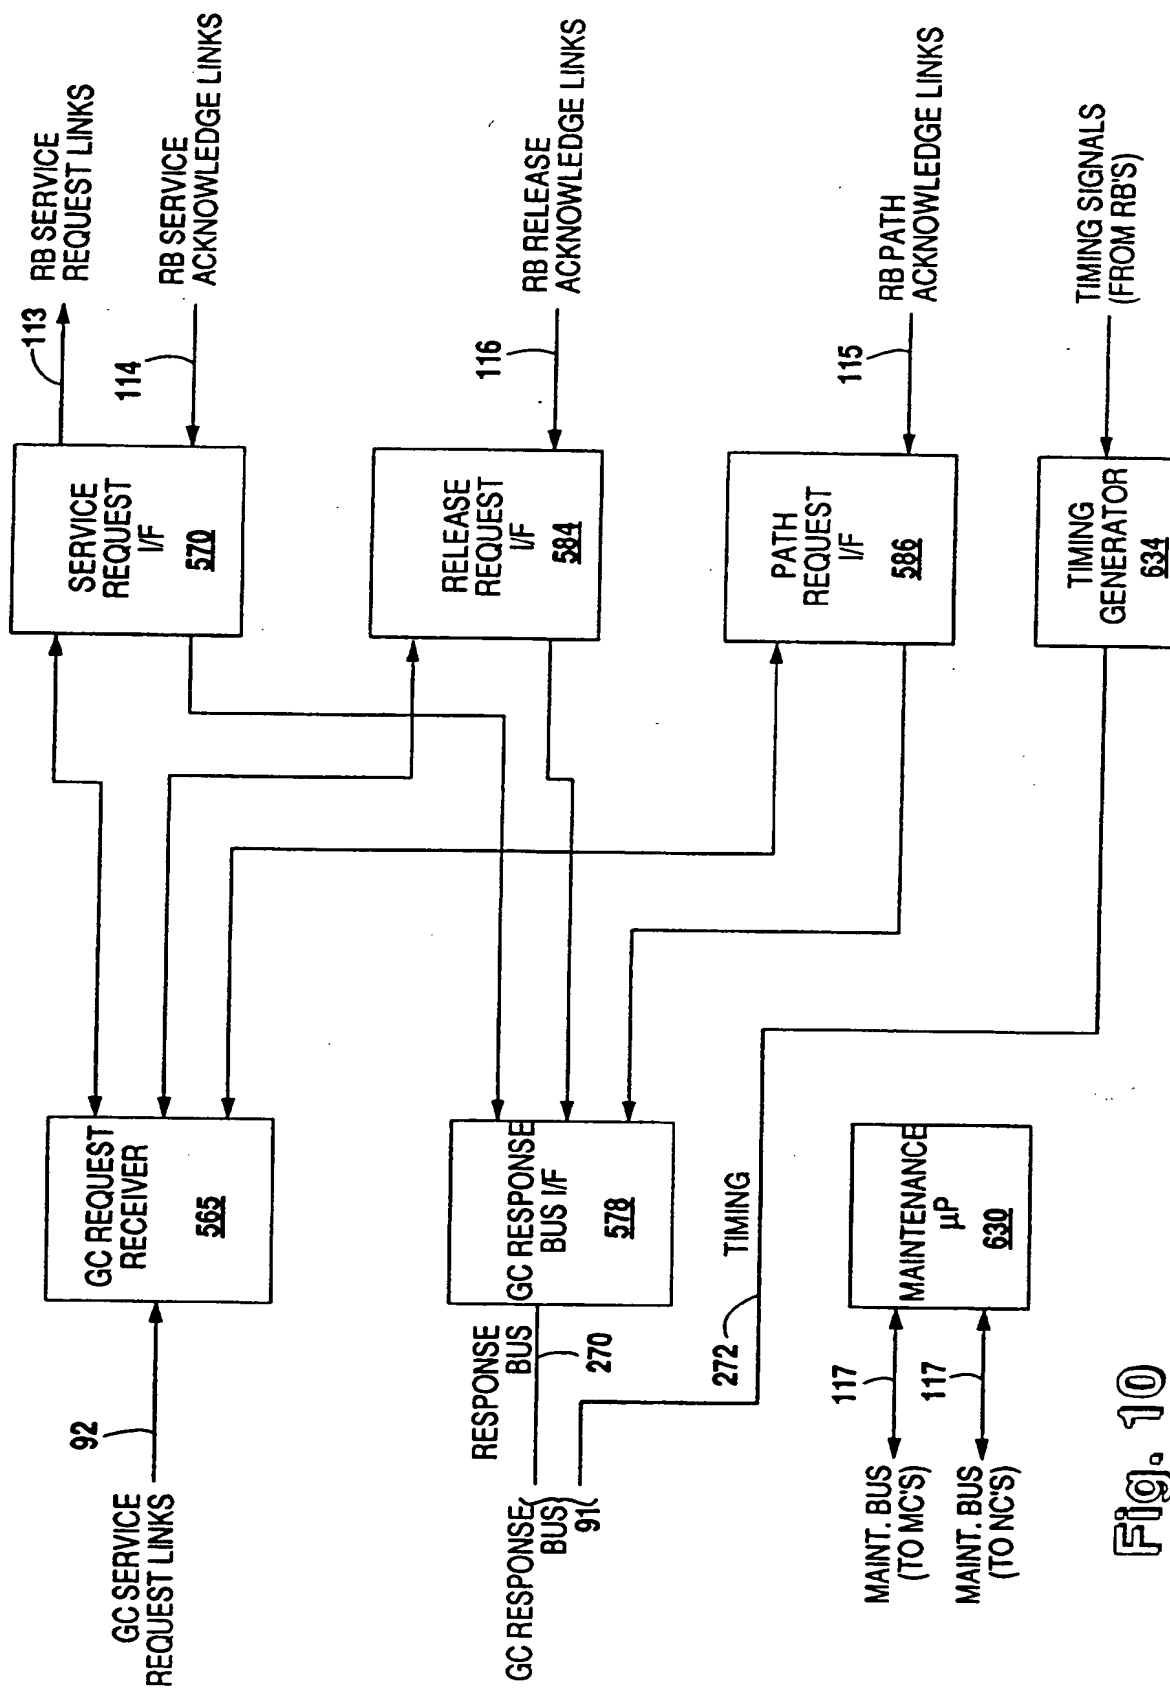 GC SERVICE
REQUEST LINKS
92
GC REQUEST
RECEIVER
565
SERVICE
REQUEST
I/F
570
113
RB SERVICE
REQUEST LINKS
114
RB SERVICE
ACKNOWLEDGE LINKS
RELEASE
REQUEST
I/F
584
116
RB RELEASE
ACKNOWLEDGE LINKS
GC RESPONSE
BUS
91
RESPONSE
BUS
270
GC RESPONSE
BUS I/F
578
PATH
REQUEST
I/F
586
115
RB PATH
ACKNOWLEDGE LINKS
272
TIMING
TIMING
GENERATOR
634
TIMING SIGNALS
(FROM RB'S)
MAINT. BUS
(TO MC'S)
117
MAINT. BUS
(TO NC'S)
117
MAINTENANCE
µP
630
Fig. 10